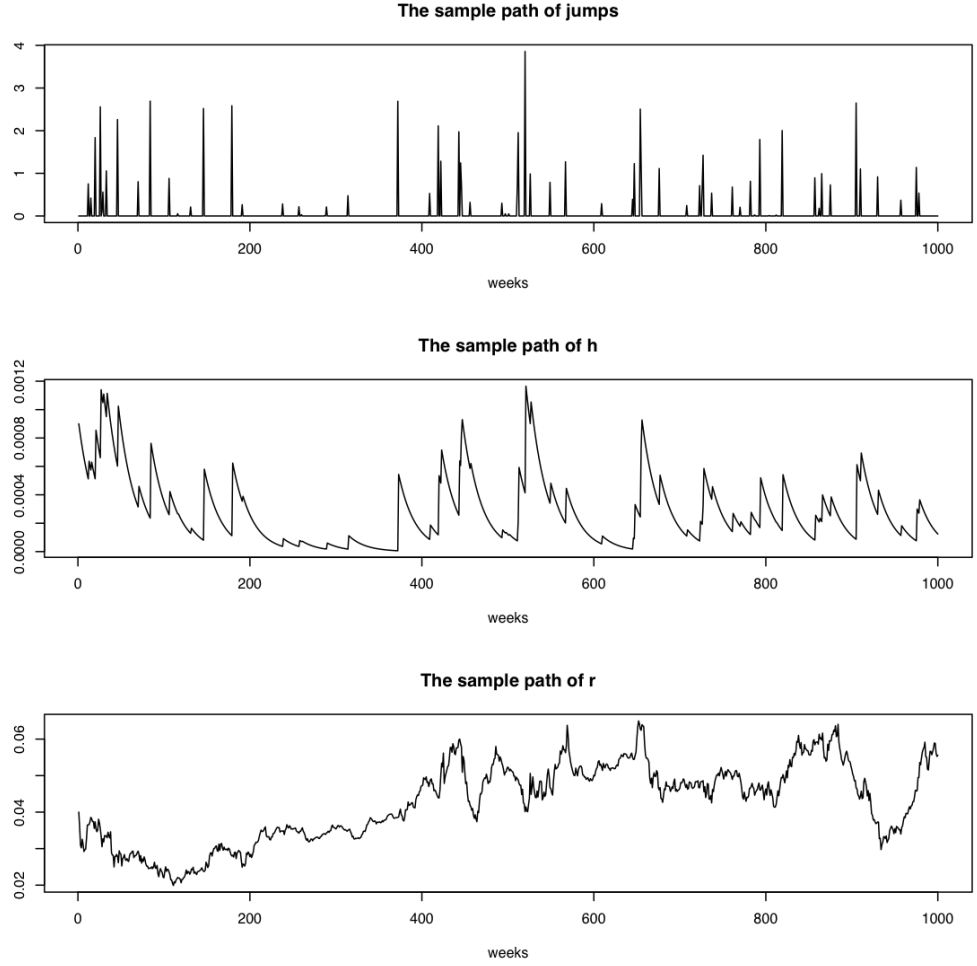 The sample path of jumps
4
3
2
1
0
0 200 400 600 800 1000
weeks
The sample path of h
0.0012
0.0008
0.0004
0.0000
0 200 400 600 800 1000
weeks
The sample path of r
0.06
0.04
0.02
0 200 400 600 800 1000
weeks